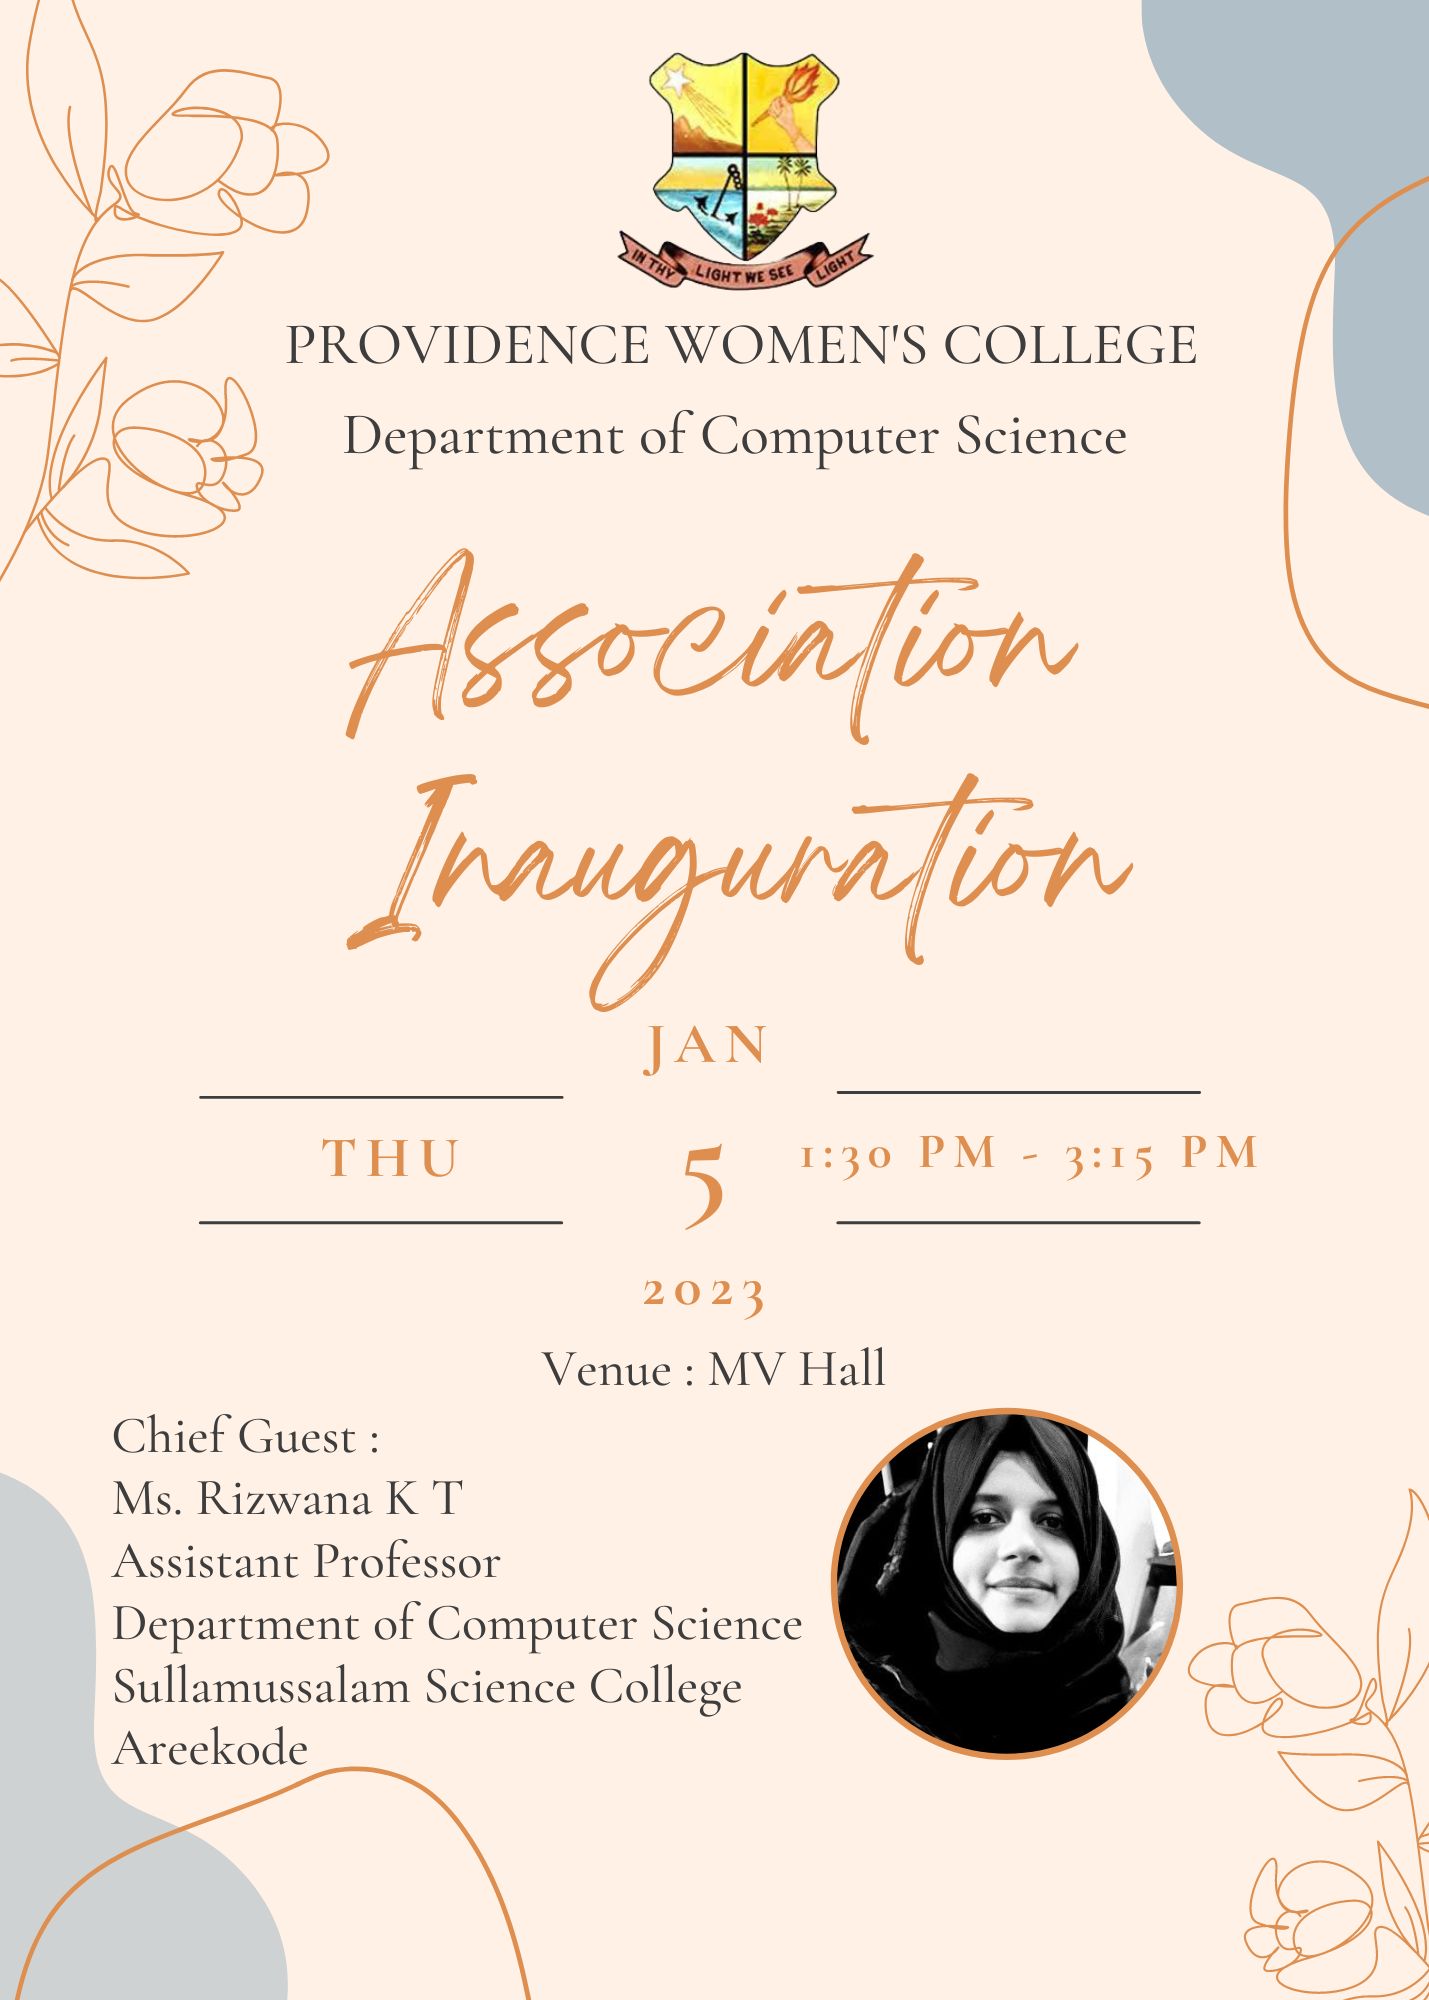 IN THY LIGHT WE SEE LIGHT
PROVIDENCE WOMEN'S COLLEGE
Department of Computer Science
Association
Inauguration
JAN
THU
5
1:30 PM - 3:15 PM
2023
Venue : MV Hall
Chief Guest :
Ms. Rizwana K T
Assistant Professor
Department of Computer Science
Sullamussalam Science College
Areekode